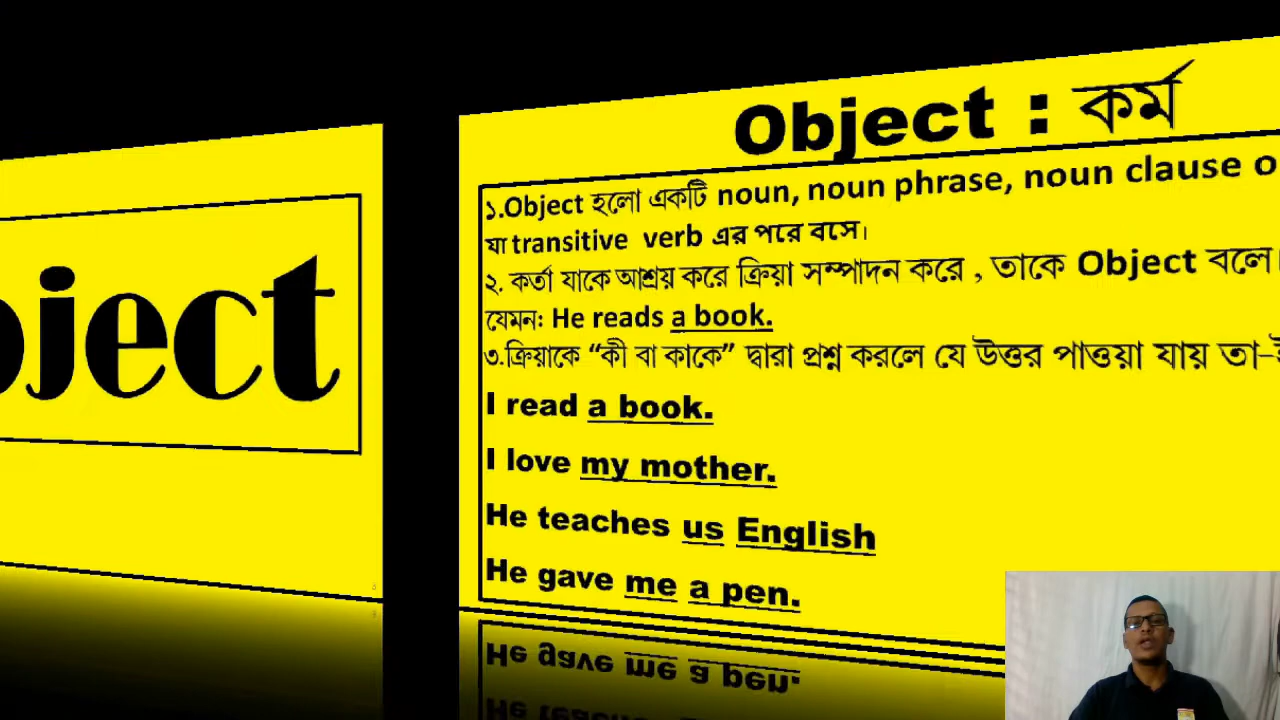 ject
Object : কর্ম
১.Object হলো একটি noun, noun phrase, noun clause
যা transitive verb এর পরে বসে।
২. কর্তা যাকে আশ্রয় করে ক্রিয়া সম্পাদন করে , তাকে Object বলে।
যেমনঃ He reads a book.
৩.ক্রিয়াকে “কী বা কাকে” দ্বারা প্রশ্ন করলে যে উত্তর পাওয়া যায় তা-
I read a book.
I love my mother.
He teaches us English
He gave me a pen.